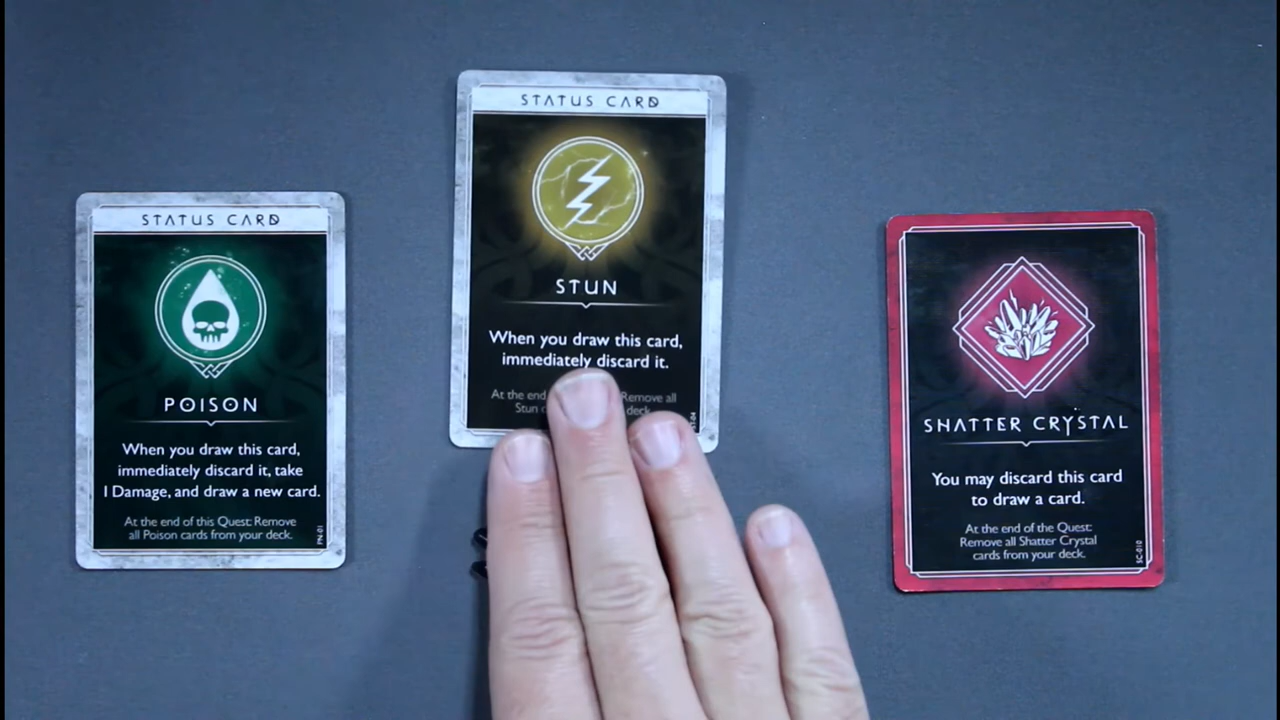 STATUS CARD
POISON
When you draw this card,
immediately discard it, take
1 Damage, and draw a new card.
At the end of this Quest: Remove
all Poison cards from your deck.
PN-01
STATUS CARD
STUN
When you draw this card,
immediately discard it.
At the end Remove all
Stun deck.
SHATTER CRYSTAL
You may discard this card
to draw a card.
At the end of the Quest:
Remove all Shatter Crystal
cards from your deck.
SC-010